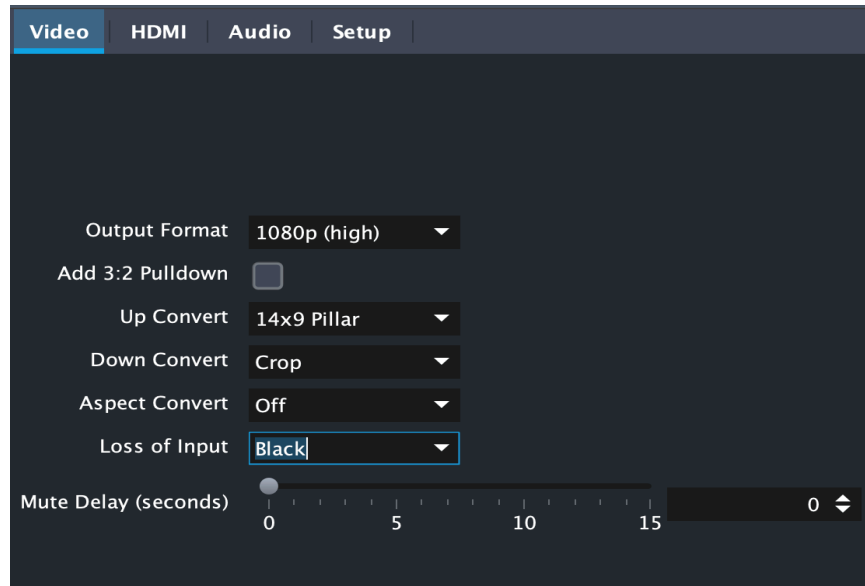 Video HDMI Audio Setup
Output Format 1080p (high)
Add 3:2 Pulldown
Up Convert 14x9 Pillar
Down Convert Crop
Aspect Convert Off
Loss of Input Black
Mute Delay (seconds) 0
0 5 10 15